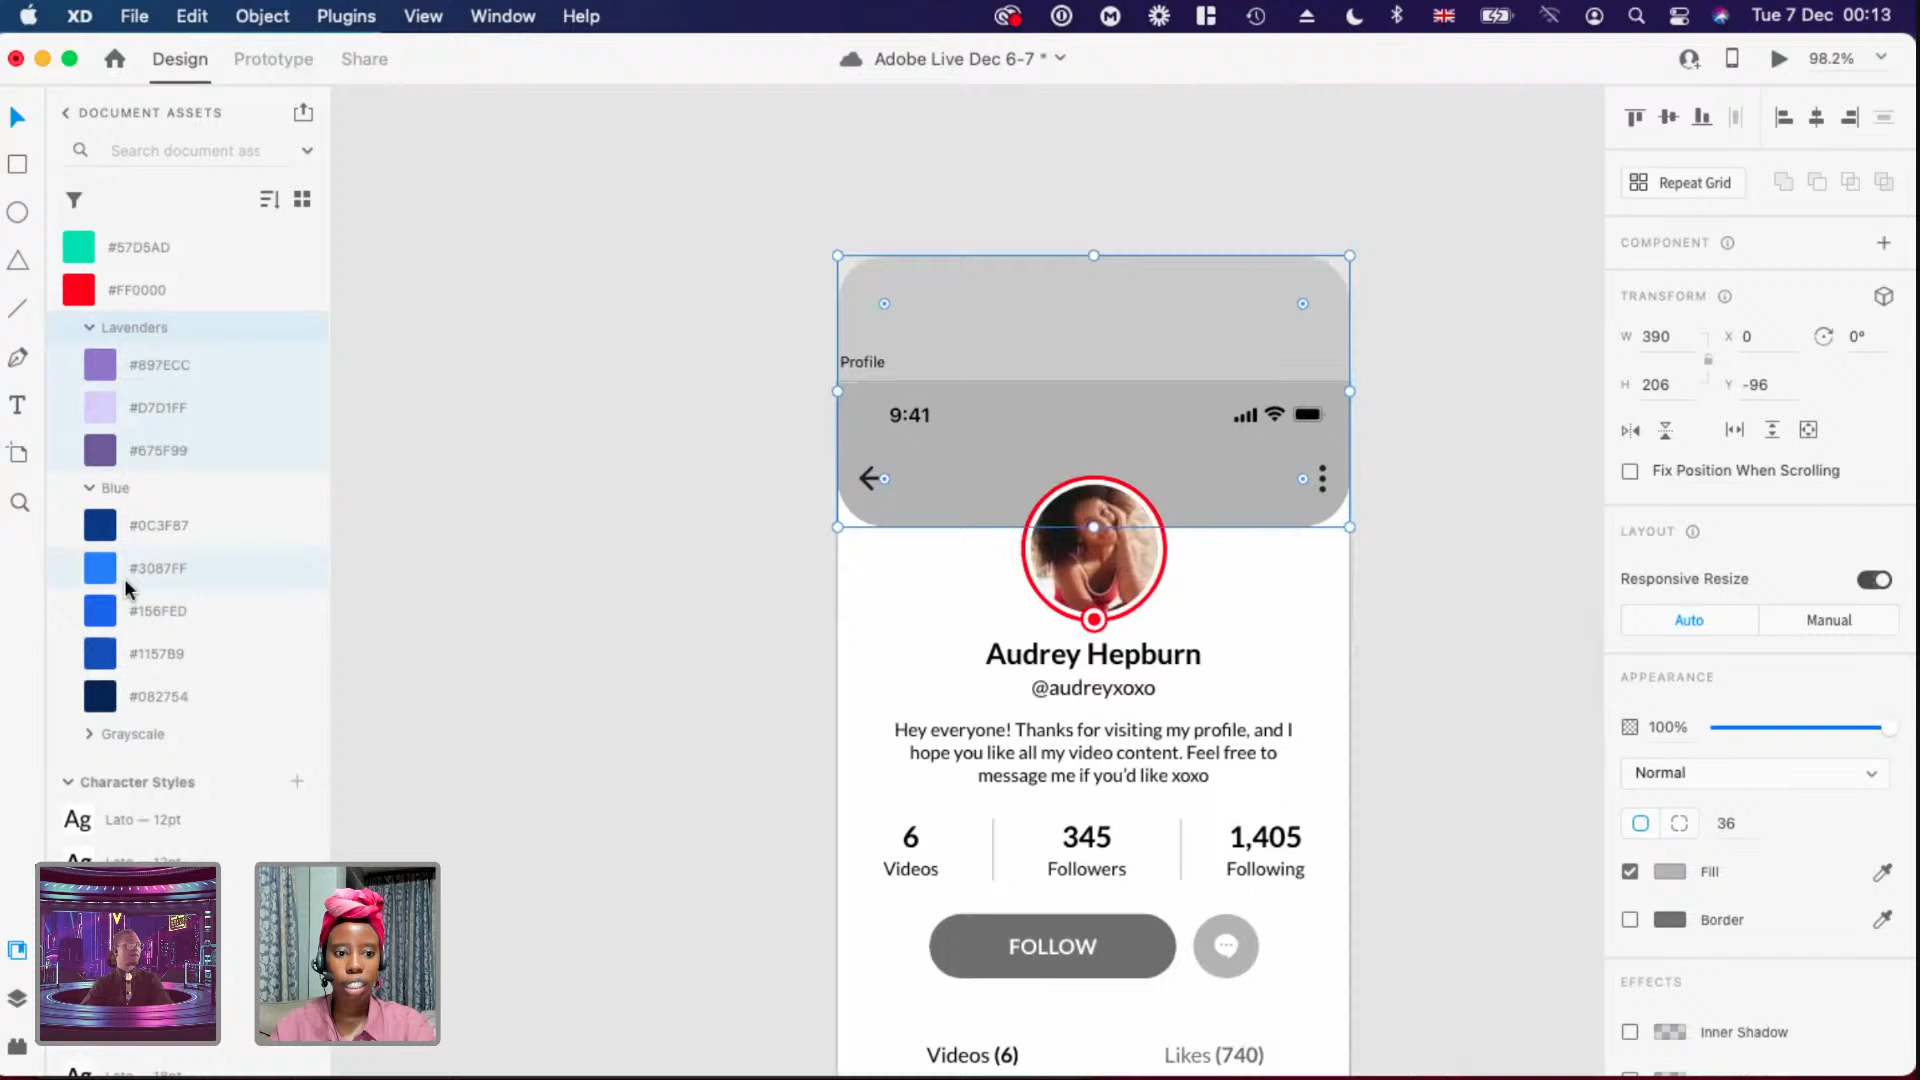 XD File Edit Object Plugins View Window Help Tue 7 Dec 00:13
Design Prototype Share Adobe Live Dec 6-7 * 98.2%
DOCUMENT ASSETS
Search document ass
#57D5AD
#FF0000
Lavenders
#897ECC
#D7D1FF
#675F99
Blue
#0C3F87
#3087FF
#156FED
#1157B9
#082754
Grayscale
Character Styles
Ag Lato — 12pt
Profile
9:41
Audrey Hepburn
@audreyxoxo
Hey everyone! Thanks for visiting my profile, and I
hope you like all my video content. Feel free to
message me if you'd like xoxo
6 345 1,405
Videos Followers Following
FOLLOW
Videos (6) Likes (740)
Repeat Grid
COMPONENT
TRANSFORM
W 390 X 0 0°
H 206 Y -96
Fix Position When Scrolling
LAYOUT
Responsive Resize
Auto Manual
APPEARANCE
100%
Normal
36
Fill
Border
EFFECTS
Inner Shadow